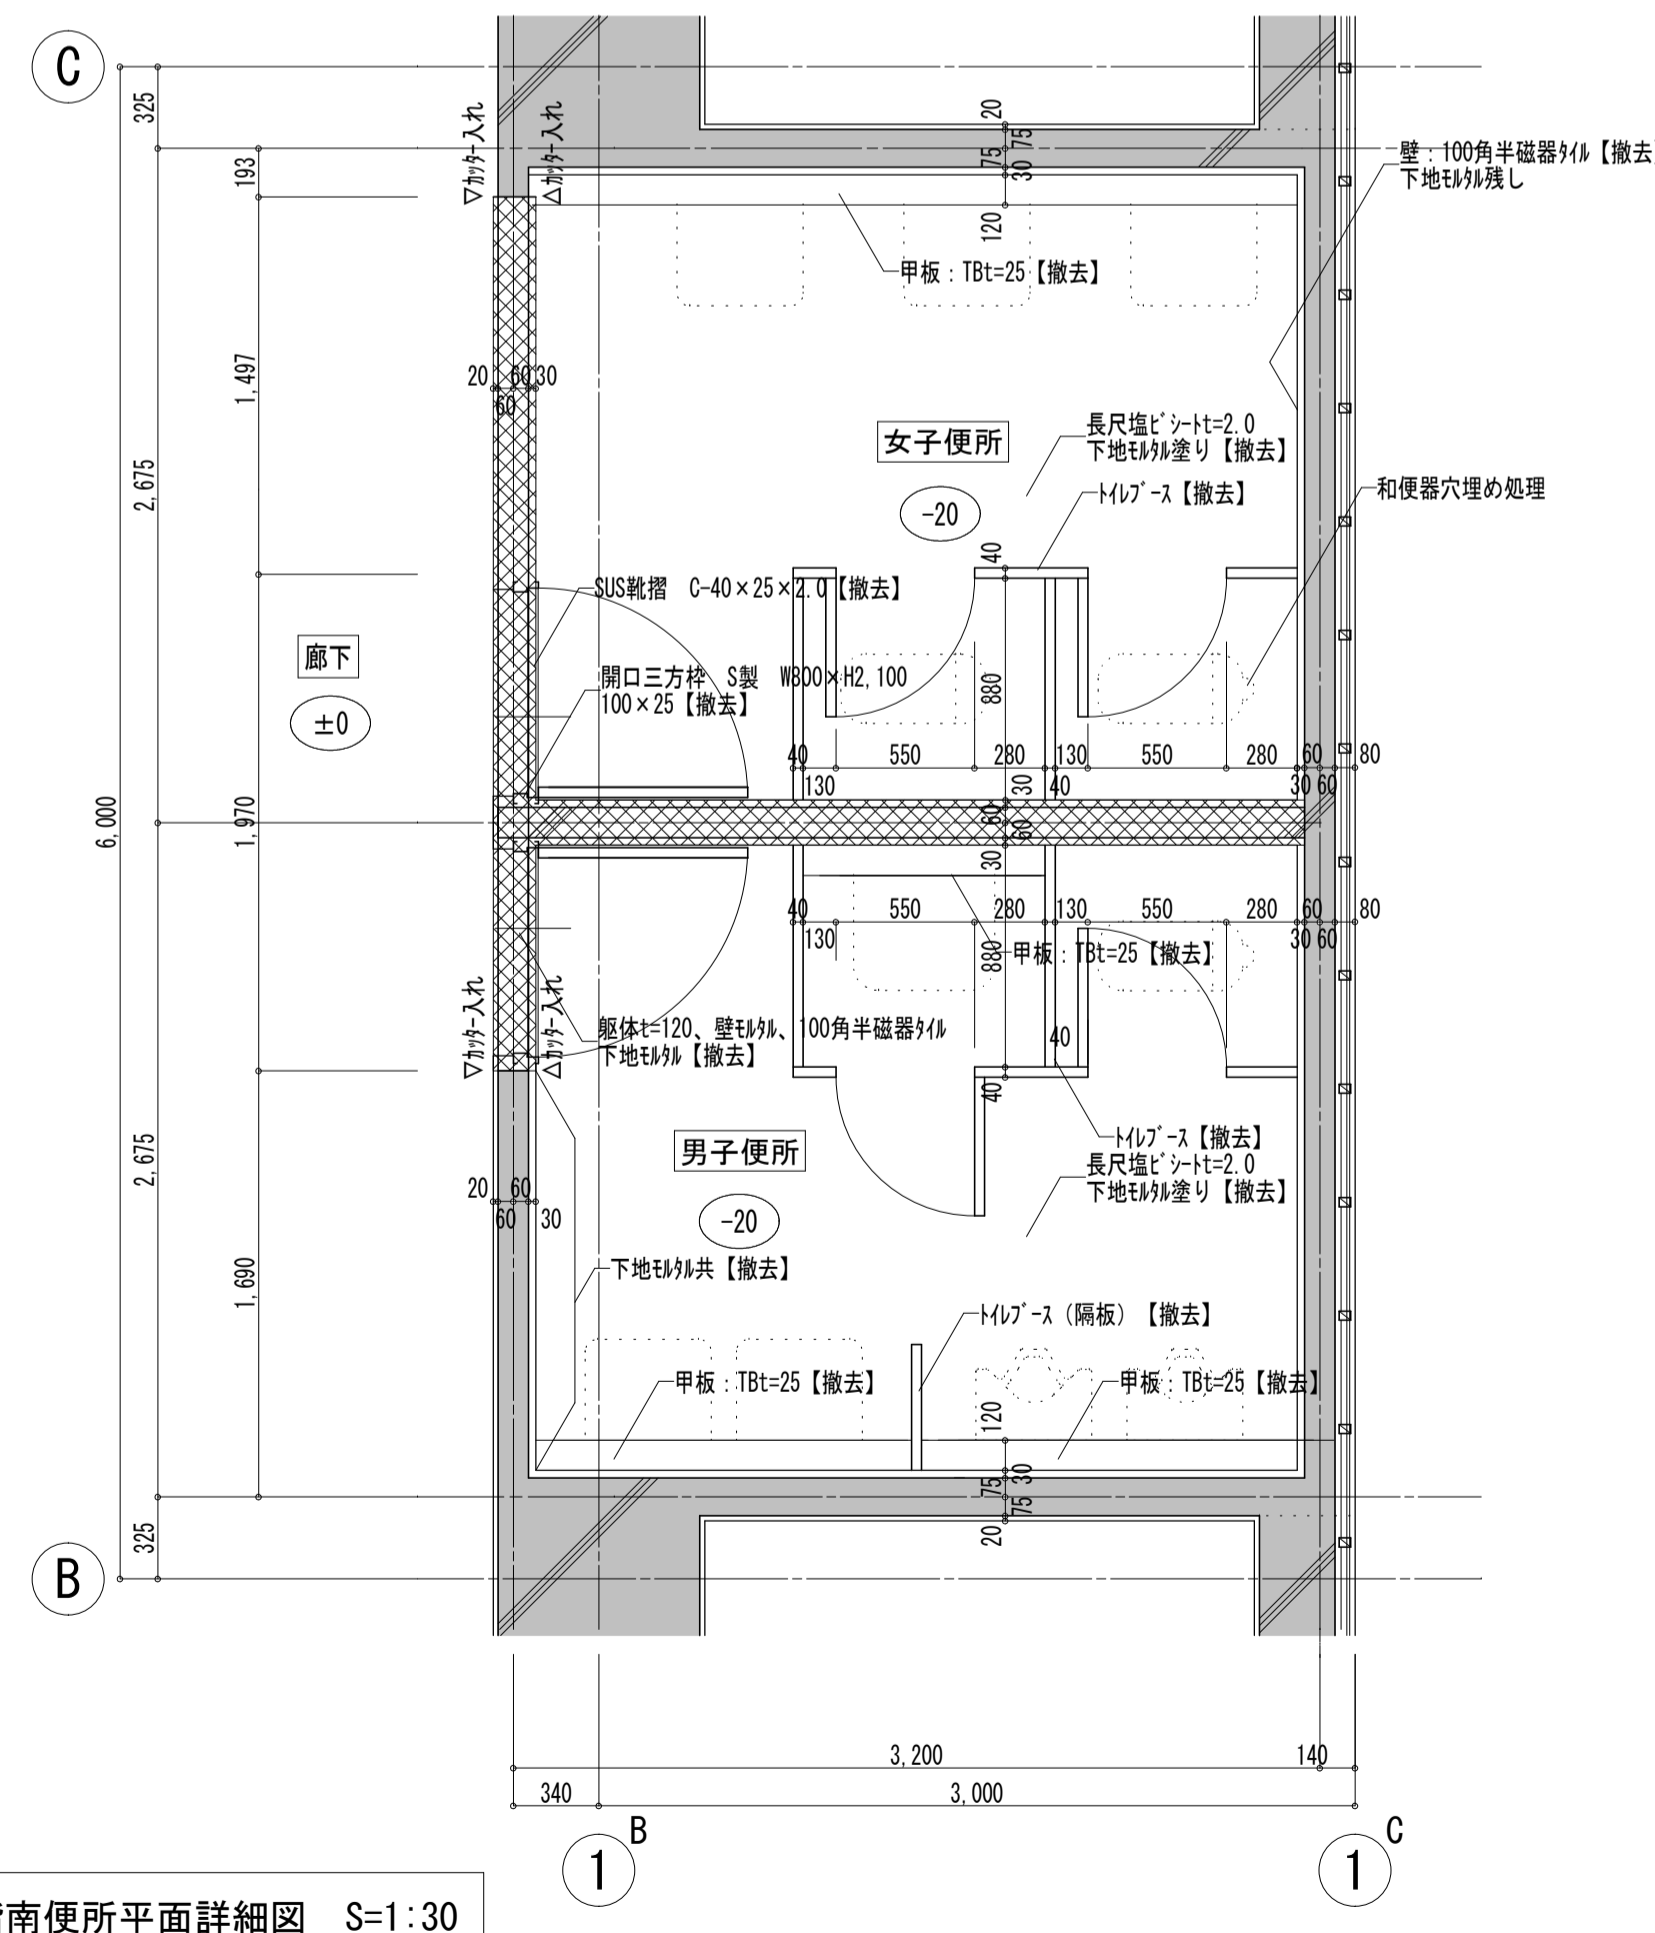 C
325
193
▽ｶｯﾀｰ入れ
△ｶｯﾀｰ入れ
20
75
75
30
120
壁：100角半磁器ﾀｲﾙ【撤去
下地ﾓﾙﾀﾙ残し
甲板：TBt=25【撤去】
1,497
2,675
20
60
30
60
女子便所
-20
長尺塩ﾋﾞｼｰﾄt=2.0
下地ﾓﾙﾀﾙ塗り【撤去】
ﾄｲﾚﾌﾞｰｽ【撤去】
和便器穴埋め処理
40
SUS靴摺　C-40×25×2.0【撤去】
廊下
±0
開口三方枠　S製　W800×H2,100
100×25【撤去】
880
40
550
280
130
550
280
60
80
130
30
40
30
60
6,000
1,970
60
60
30
40
550
280
130
550
280
60
80
130
30
60
880
甲板：TBt=25【撤去】
▽ｶｯﾀｰ入れ
△ｶｯﾀｰ入れ
躯体t=120、壁ﾓﾙﾀﾙ、100角半磁器ﾀｲﾙ
下地ﾓﾙﾀﾙ【撤去】
40
40
2,675
男子便所
-20
ﾄｲﾚﾌﾞｰｽ【撤去】
長尺塩ﾋﾞｼｰﾄt=2.0
下地ﾓﾙﾀﾙ塗り【撤去】
20
60
60
30
1,690
下地ﾓﾙﾀﾙ共【撤去】
ﾄｲﾚﾌﾞｰｽ（隔板）【撤去】
甲板：TBt=25【撤去】
甲板：TBt=25【撤去】
120
30
75
75
20
325
B
3,200
140
340
3,000
B
1
C
1
南便所平面詳細図　S=1:30